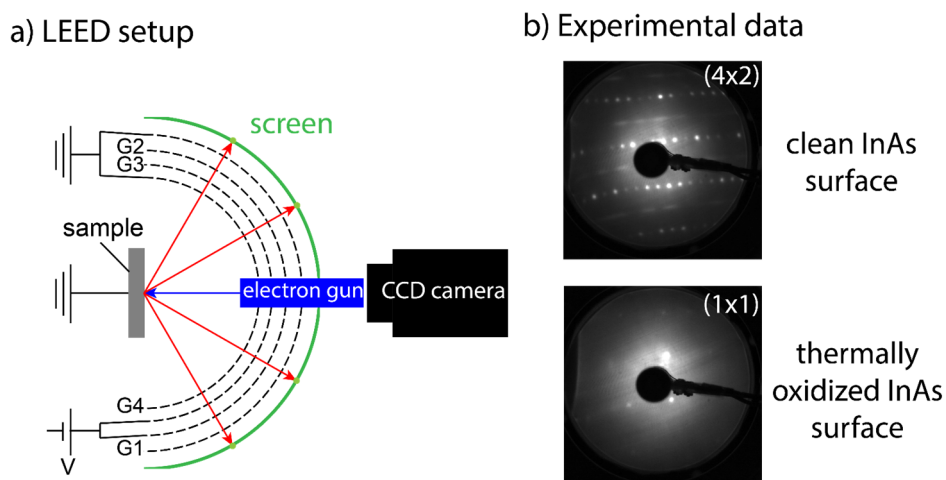 a) LEED setup
b) Experimental data
screen
G2
G3
sample
electron gun
CCD camera
G4
G1
V
(4x2)
clean InAs
surface
(1x1)
thermally
oxidized InAs
surface